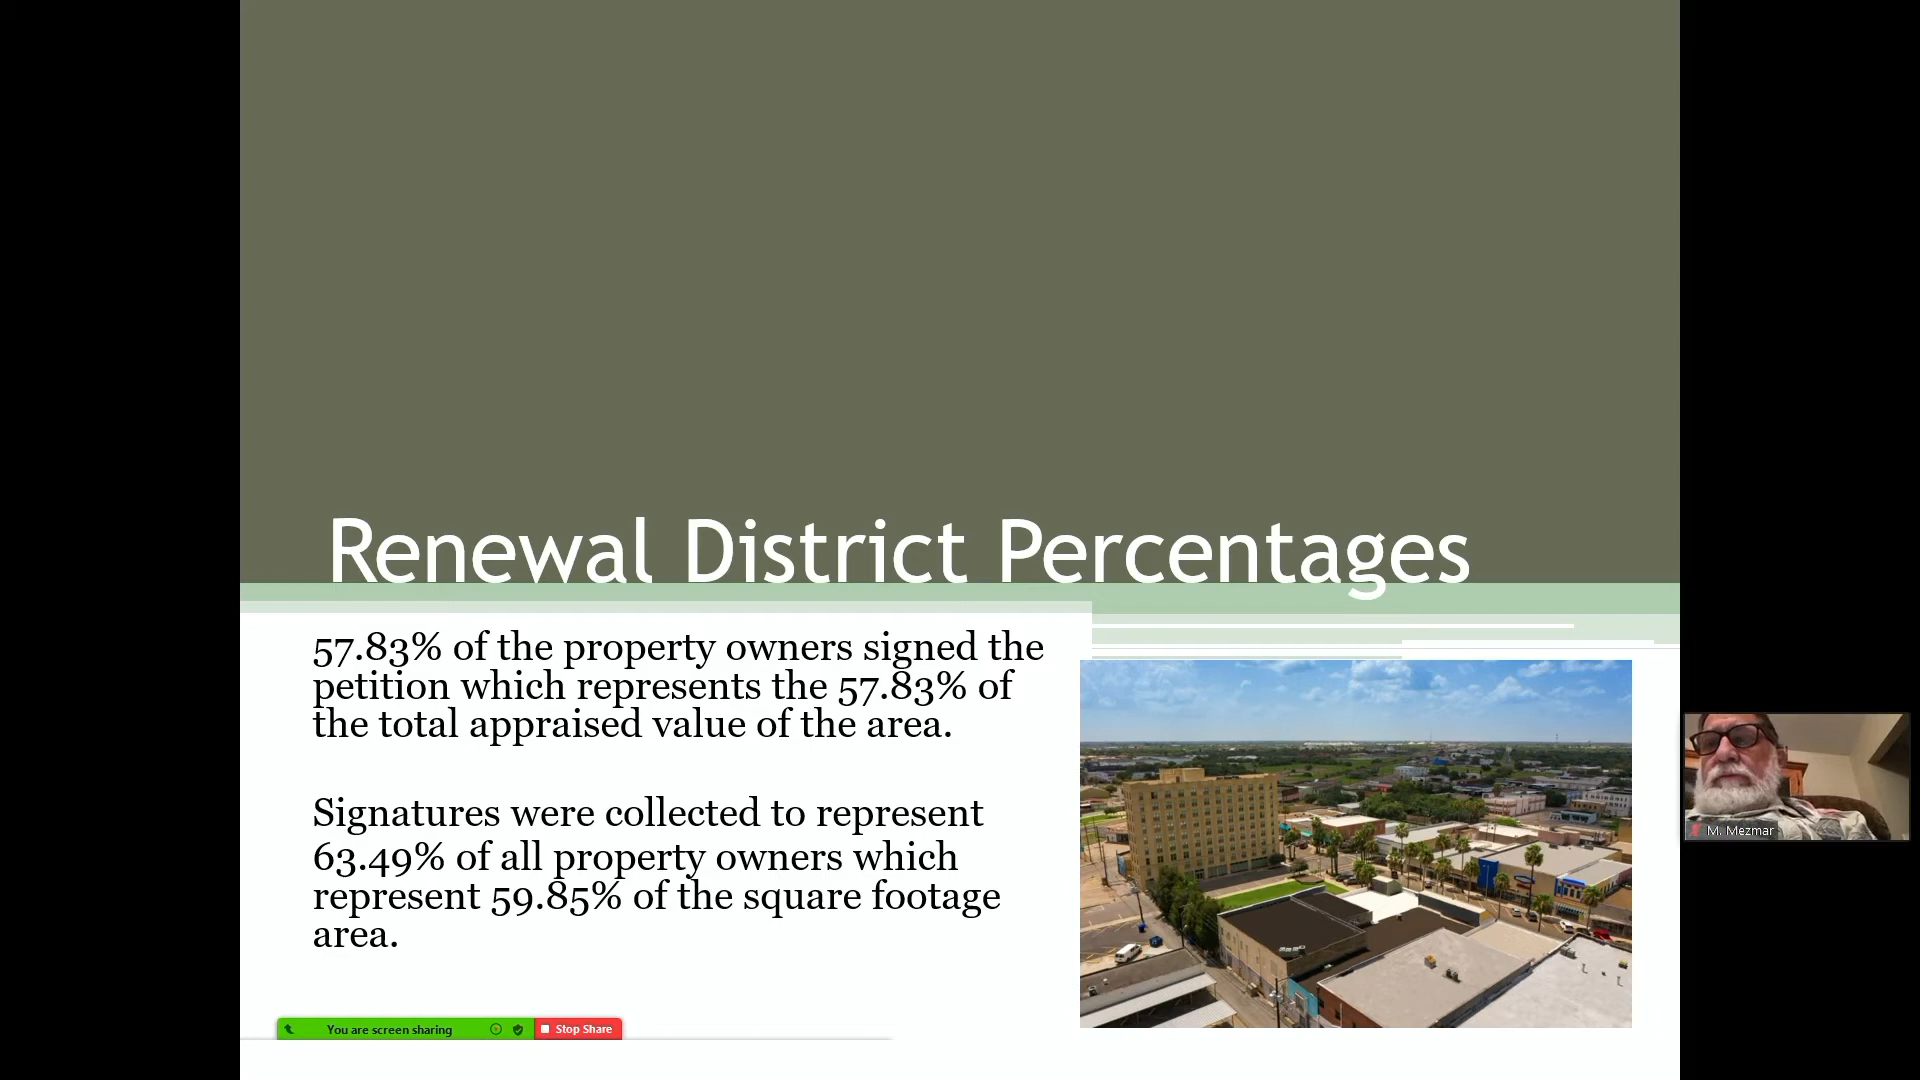 Renewal District Percentages
57.83% of the property owners signed the
petition which represents the 57.83% of
the total appraised value of the area.
Signatures were collected to represent
63.49% of all property owners which
represent 59.85% of the square footage
area.
You are screen sharing
Stop Share
M. Mezmar